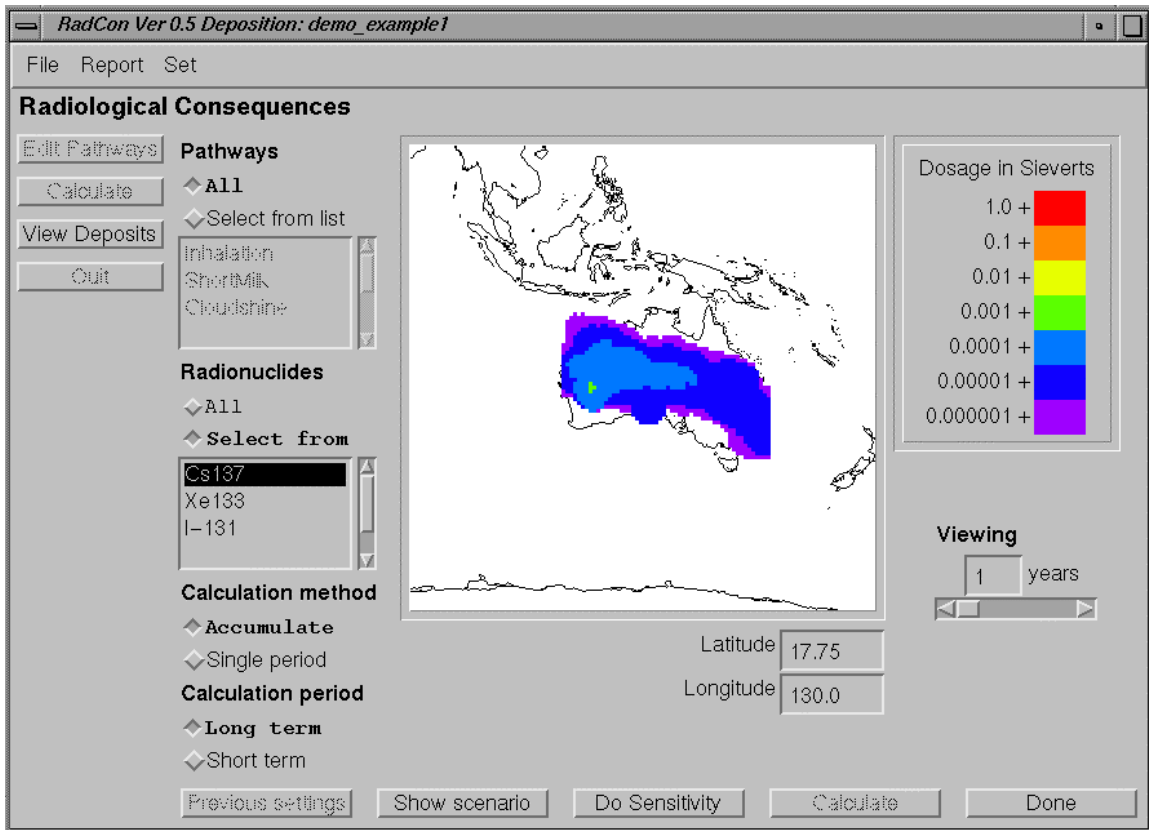 RadCon Ver 0.5 Deposition: demo_example1
File Report Set
Radiological Consequences
Edit Pathways
Calculate
View Deposits
Quit
Pathways
All
Select from list
Inhalation
ShortMilk
Cloudshine
Radionuclides
All
Select from
Cs137
Xe133
I-131
Calculation method
Accumulate
Single period
Calculation period
Long term
Short term
Dosage in Sieverts
1.0 +
0.1 +
0.01 +
0.001 +
0.0001 +
0.00001 +
0.000001 +
Viewing
1 years
Latitude 17.75
Longitude 130.0
Previous settings Show scenario Do Sensitivity Calculate Done